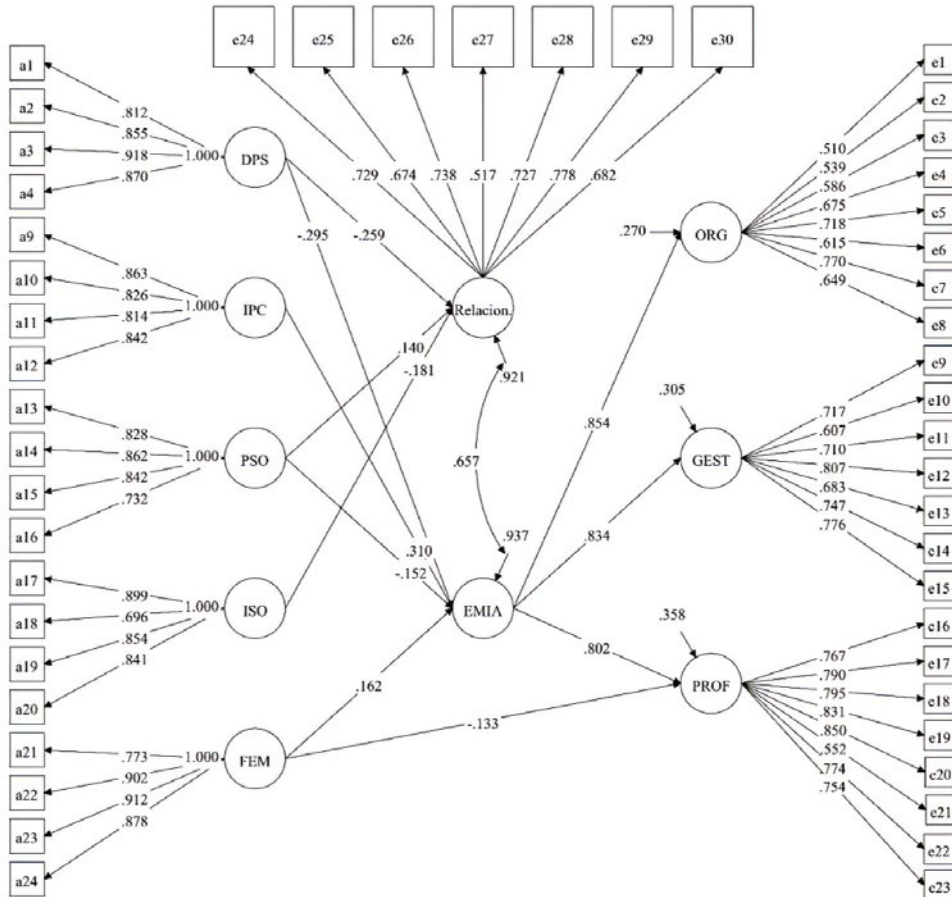 e24 e25 e26 e27 e28 e29 e30
a1
a2
a3
a4
.812
.855
.918
.870
1.000
DPS
a9
a10
a11
a12
.863
.826
.814
.842
1.000
IPC
a13
a14
a15
a16
.828
.862
.842
.732
1.000
PSO
a17
a18
a19
a20
.899
.696
.854
.841
1.000
ISO
a21
a22
a23
a24
.773
.902
.912
.878
1.000
FEM
.729 .674 .738 .517 .727 .778 .682
-.295
-.259
Relacion.
.140
-.181
.921
.657
.937
.310
-.152
EMIA
.162
-.133
.854
.834
.802
.270
ORG
.510
.539
.586
.675
.718
.615
.770
.649
e1
e2
e3
e4
e5
e6
e7
e8
.305
GEST
.717
.607
.710
.807
.683
.747
.776
e9
e10
e11
e12
e13
e14
e15
.358
PROF
.767
.790
.795
.831
.850
.552
.774
.754
e16
e17
e18
e19
e20
e21
e22
e23